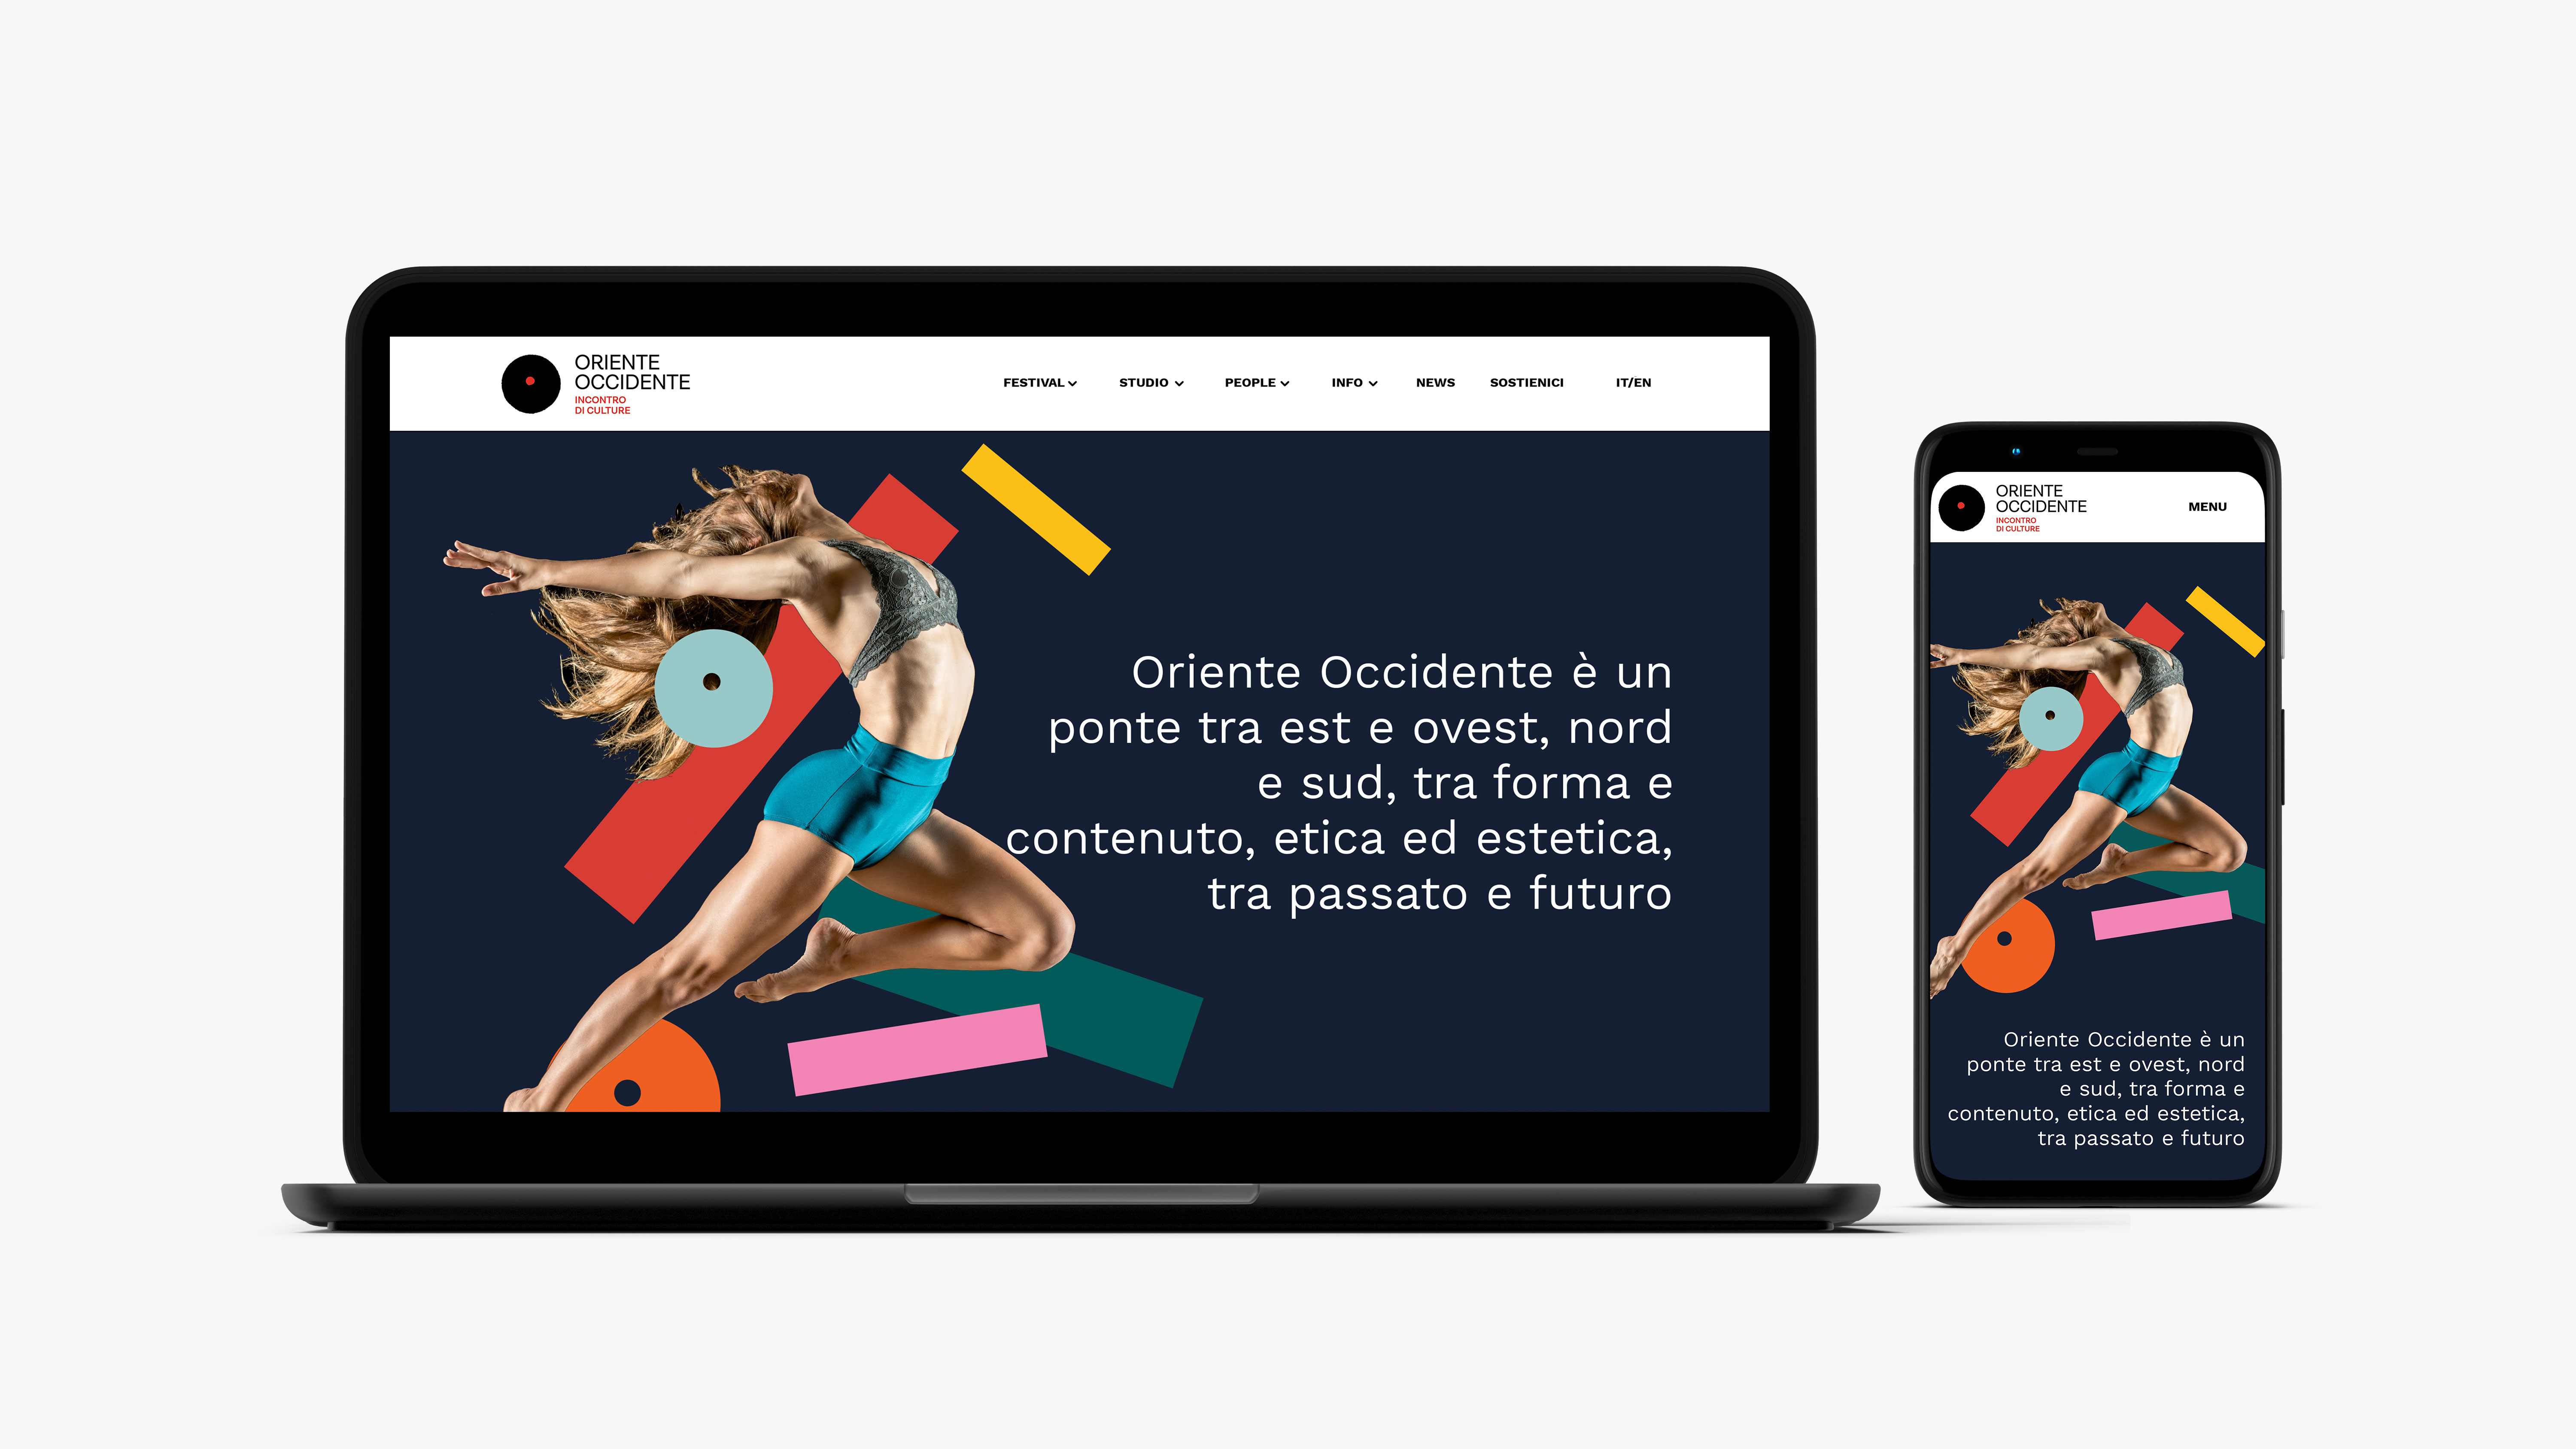 ORIENTE
OCCIDENTE
INCONTRO
DI CULTURE
FESTIVAL STUDIO PEOPLE INFO NEWS SOSTIENICI IT/EN
Oriente Occidente è un
ponte tra est e ovest, nord
e sud, tra forma e
contenuto, etica ed estetica,
tra passato e futuro
ORIENTE
OCCIDENTE
INCONTRO
DI CULTURE
MENU
Oriente Occidente è un
ponte tra est e ovest, nord
e sud, tra forma e
contenuto, etica ed estetica,
tra passato e futuro